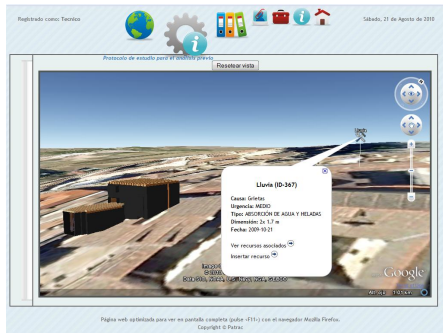 Registrado como: Tecnico
Sábado, 21 de Agosto de 2010
Protocolo de estudio para el análisis previo
Resetear vista
Lluvia
Lluvia (ID-367)
Causa: Grietas
Urgencia: MEDIO
Tipo: ABSORCIÓN DE AGUA Y HELADAS
Dimensión: 2x 1.7 m
Fecha: 2009-10-21
Ver recursos asociados
Insertar recurso
Google
Página web optimizada para ver en pantalla completa (pulse <F11>) con el navegador Mozilla Firefox.
Copyright © Patrac